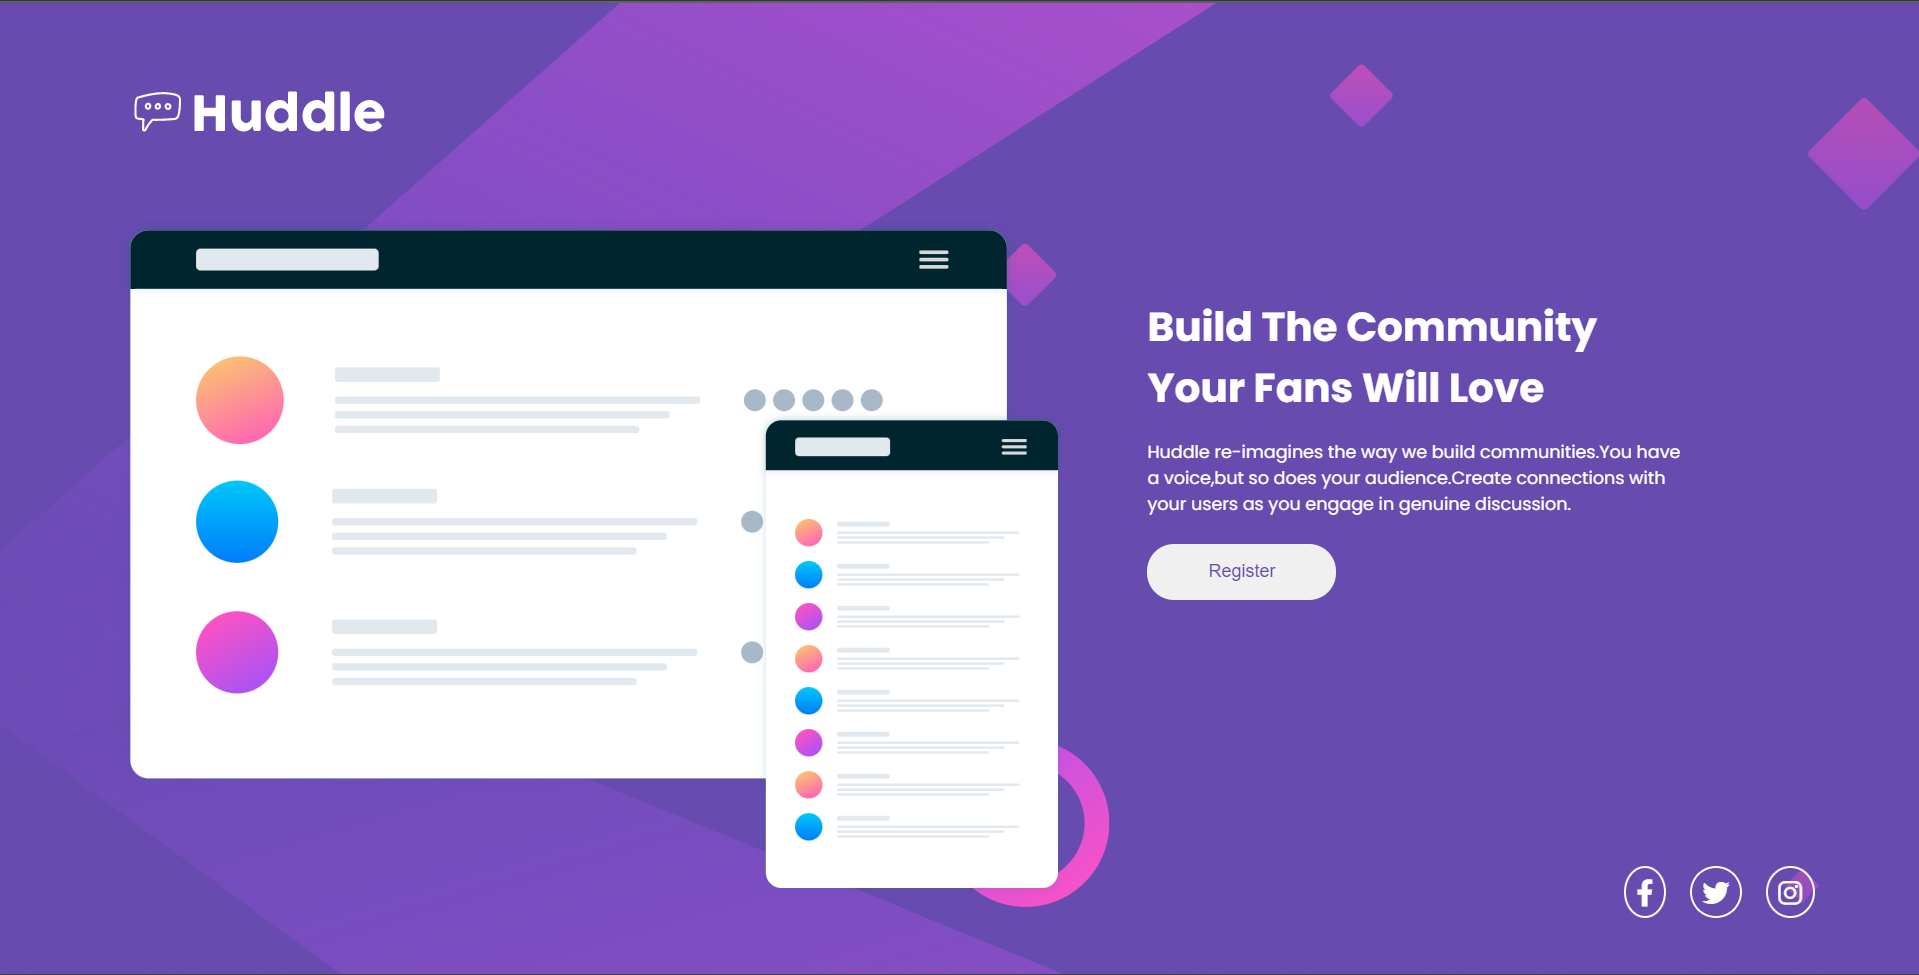 Huddle
Build The Community
Your Fans Will Love
Huddle re-imagines the way we build communities.You have
a voice,but so does your audience.Create connections with
your users as you engage in genuine discussion.
Register